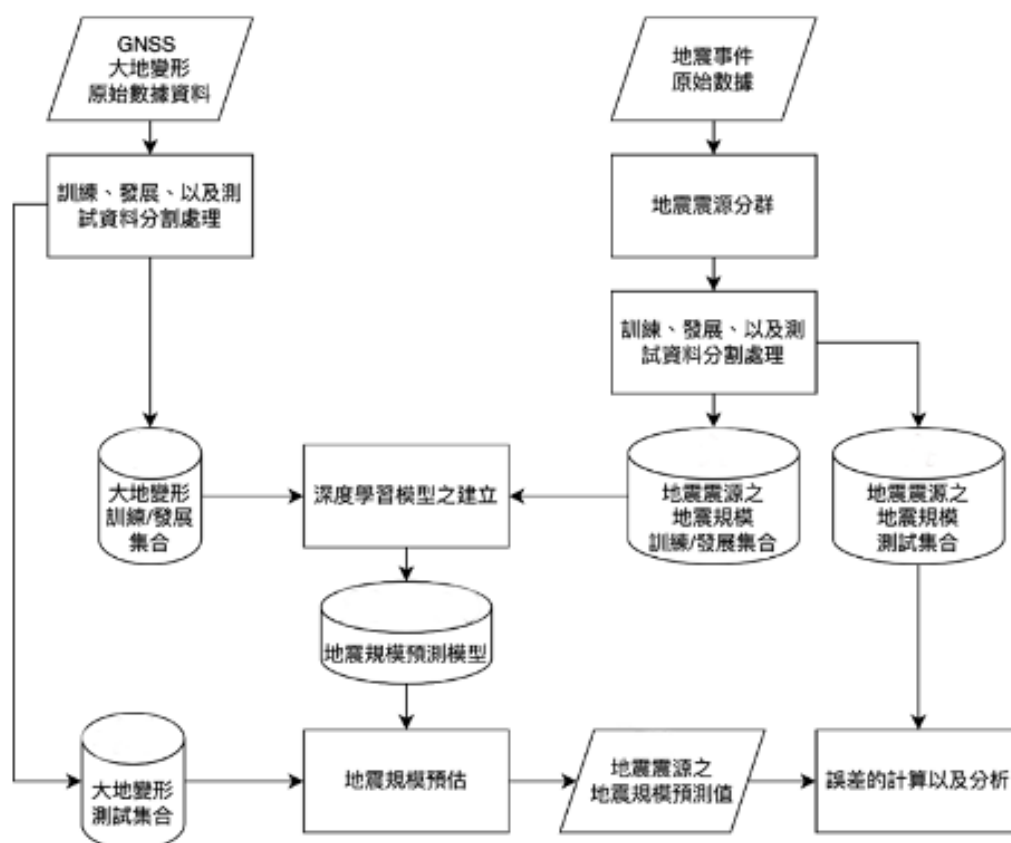 GNSS
大地變形
原始數據資料
地震事件
原始數據
訓練、發展、以及測
試資料分割處理
地震震源分群
訓練、發展、以及測
試資料分割處理
大地變形
訓練/發展
集合
深度學習模型之建立
地震震源之
地震規模
訓練/發展集合
地震震源之
地震規模
測試集合
地震規模預測模型
大地變形
測試集合
地震規模預估
地震震源之
地震規模預測值
誤差的計算以及分析